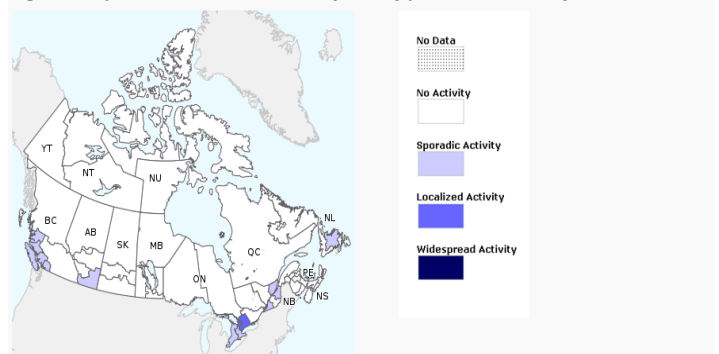 No Data
No Activity
Sporadic Activity
Localized Activity
Widespread Activity
YT
NT
NU
BC
AB
SK
MB
ON
QC
NL
PE
NB
NS